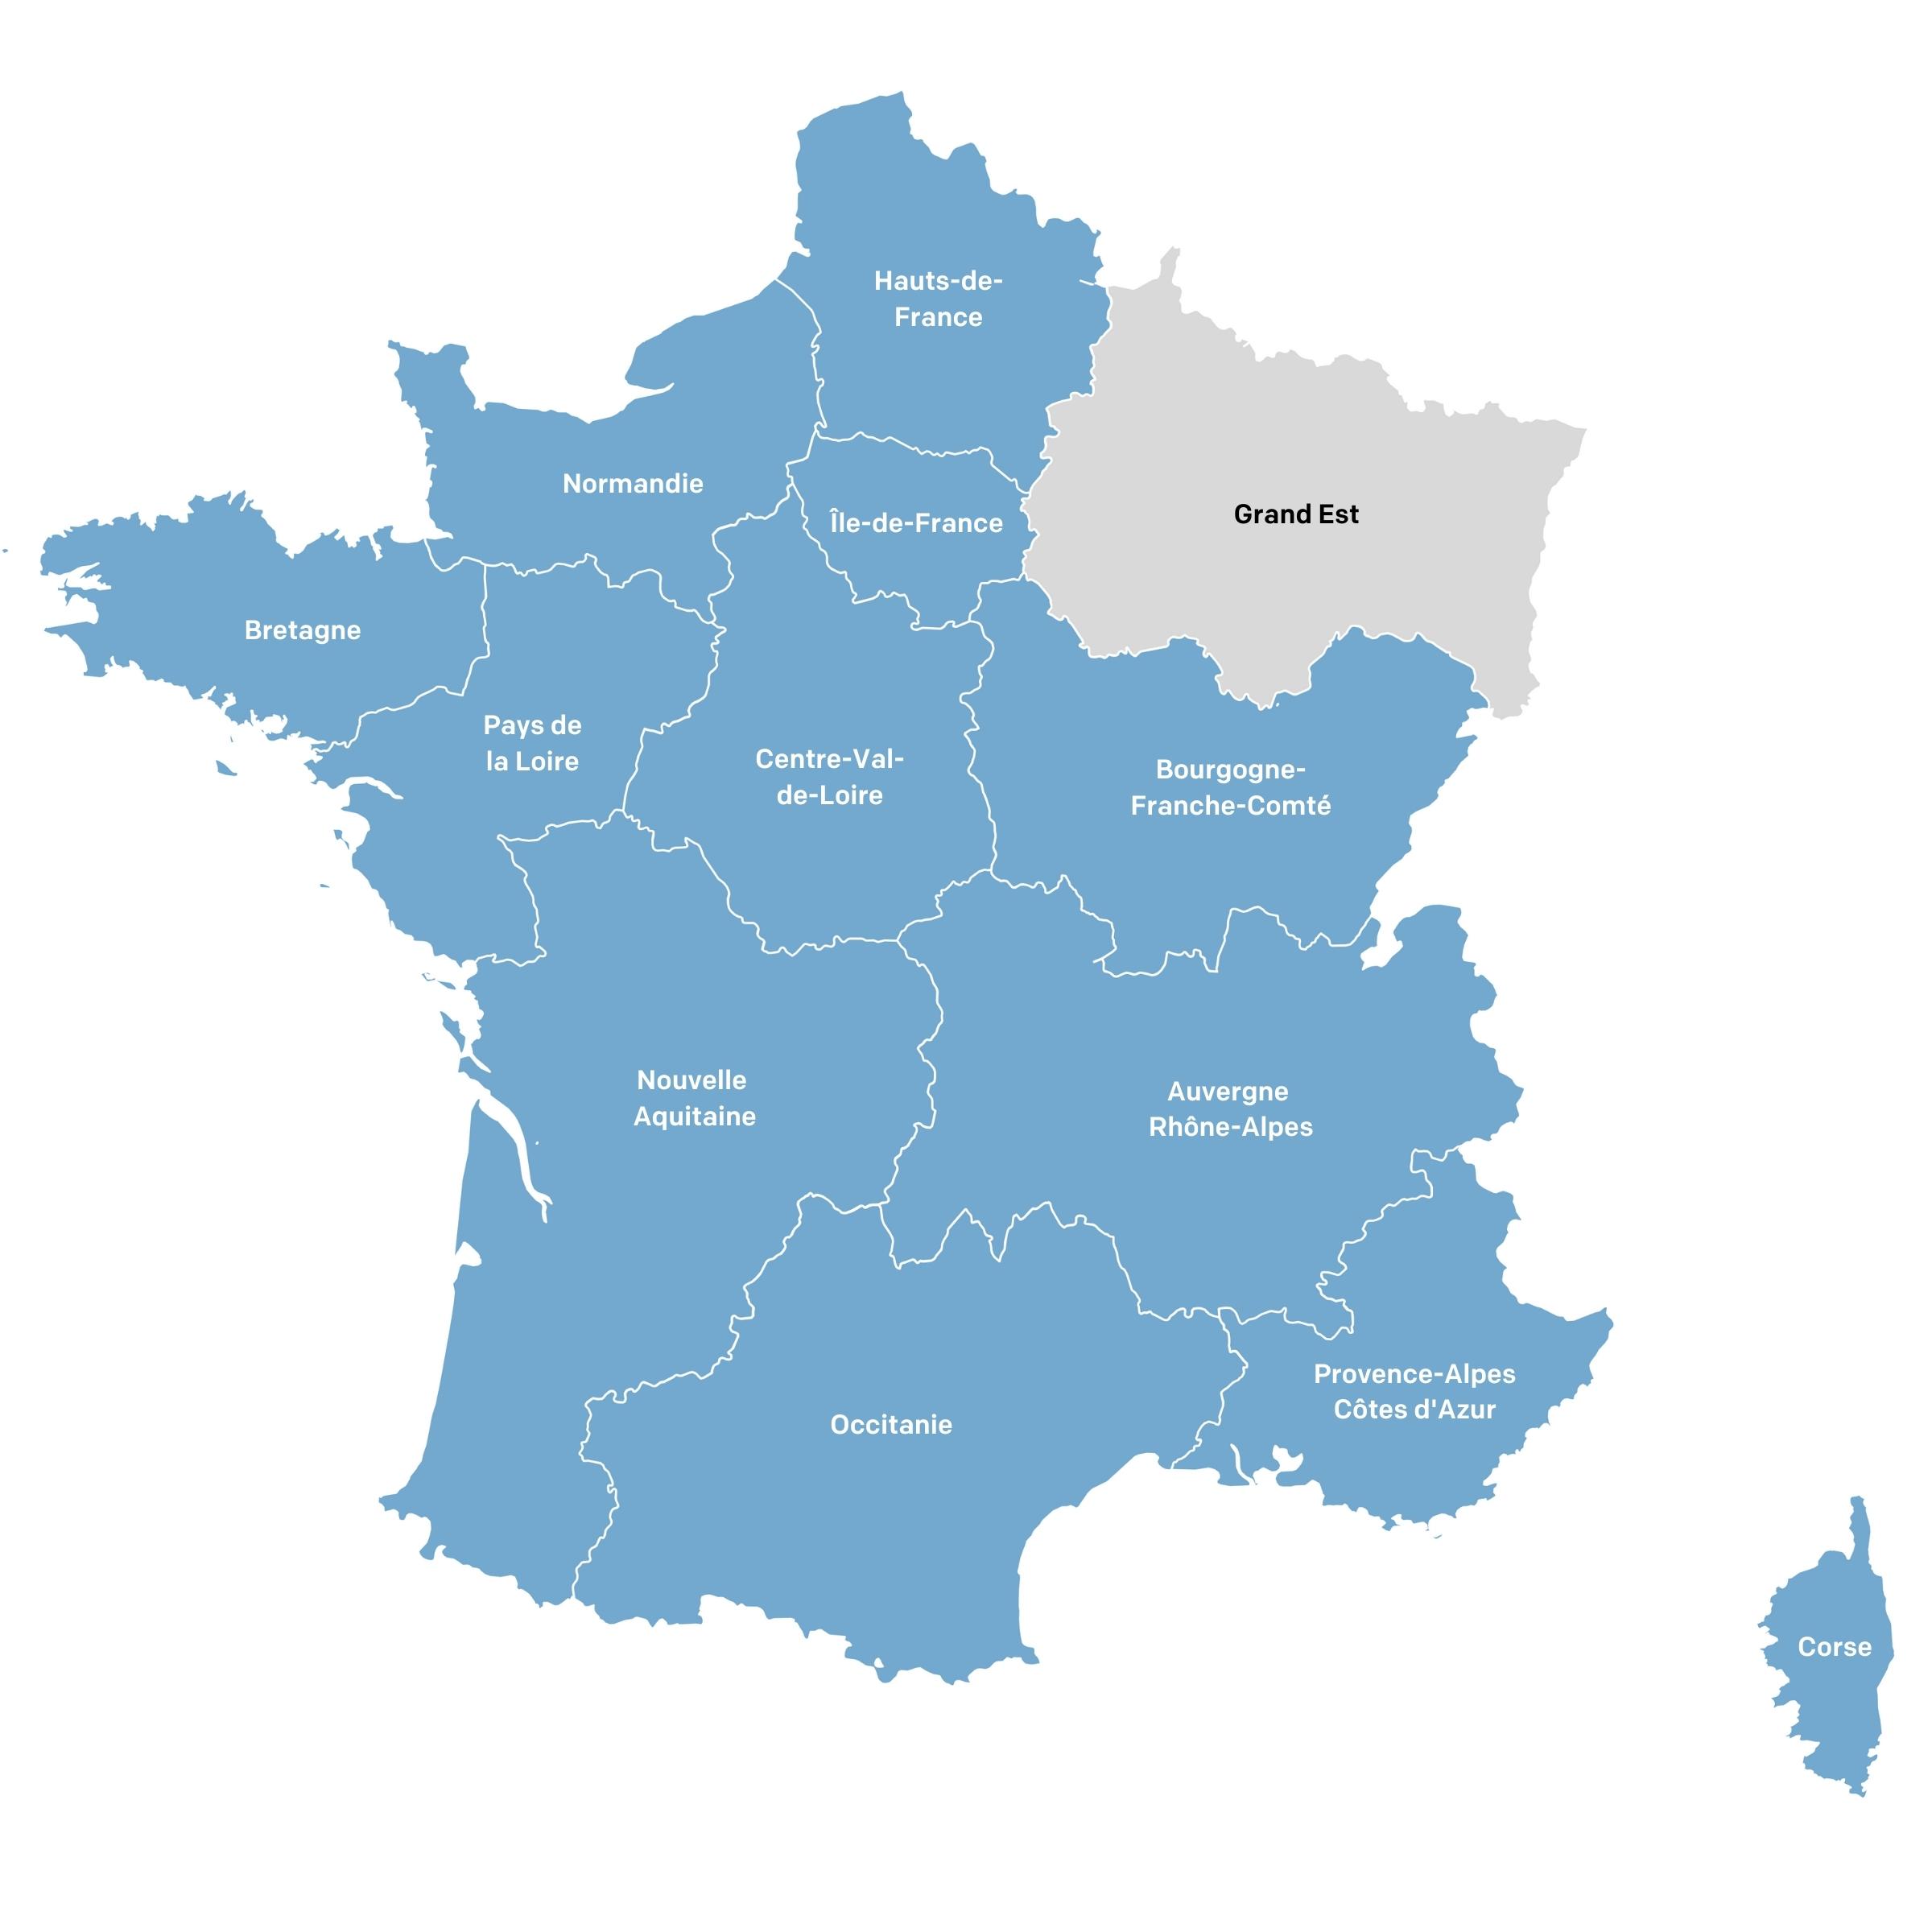 Hauts-de-
France
Normandie
Île-de-France
Grand Est
Bretagne
Pays de
la Loire
Centre-Val-
de-Loire
Bourgogne-
Franche-Comté
Nouvelle
Aquitaine
Auvergne
Rhône-Alpes
Occitanie
Provence-Alpes
Côtes d'Azur
Corse